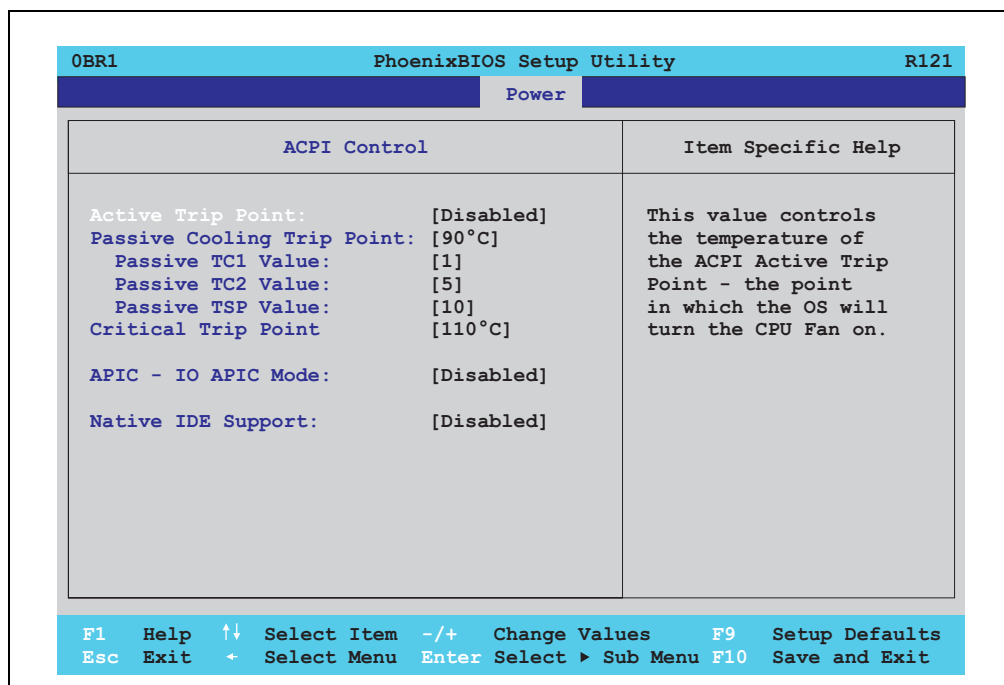 0BR1 PhoenixBIOS Setup Utility R121
Power
ACPI Control
Active Trip Point: [Disabled]
Passive Cooling Trip Point: [90°C]
Passive TC1 Value: [1]
Passive TC2 Value: [5]
Passive TSP Value: [10]
Critical Trip Point [110°C]
APIC - IO APIC Mode: [Disabled]
Native IDE Support: [Disabled]
Item Specific Help
This value controls
the temperature of
the ACPI Active Trip
Point - the point
in which the OS will
turn the CPU Fan on.
F1 Help ↑↓ Select Item -/+ Change Values F9 Setup Defaults
Esc Exit ← Select Menu Enter Select ▶ Sub Menu F10 Save and Exit